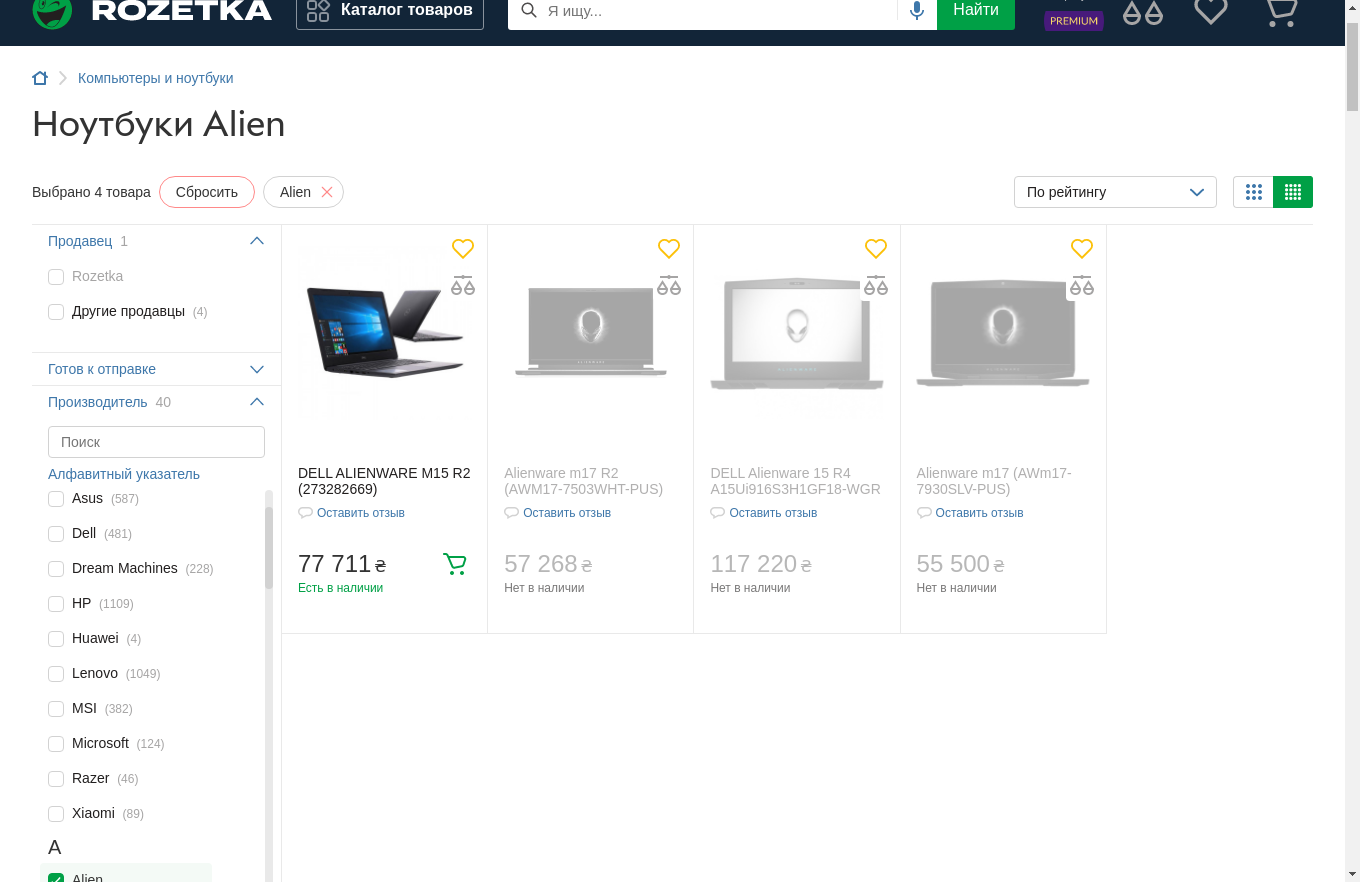 ROZETKA
Каталог товаров
Я ищу...
Найти
PREMIUM
Компьютеры и ноутбуки
Ноутбуки Alien
Выбрано 4 товара
Сбросить
Alien
По рейтингу
Продавец 1
Rozetka
Другие продавцы (4)
Готов к отправке
Производитель 40
Поиск
Алфавитный указатель
Asus (587)
Dell (481)
Dream Machines (228)
HP (1109)
Huawei (4)
Lenovo (1049)
MSI (382)
Microsoft (124)
Razer (46)
Xiaomi (89)
A
Alien
DELL ALIENWARE M15 R2
(273282669)
Оставить отзыв
77 711 ₴
Есть в наличии
Alienware m17 R2
(AWM17-7503WHT-PUS)
Оставить отзыв
57 268 ₴
Нет в наличии
DELL Alienware 15 R4
A15Ui916S3H1GF18-WGR
Оставить отзыв
117 220 ₴
Нет в наличии
Alienware m17 (AWm17-
7930SLV-PUS)
Оставить отзыв
55 500 ₴
Нет в наличии